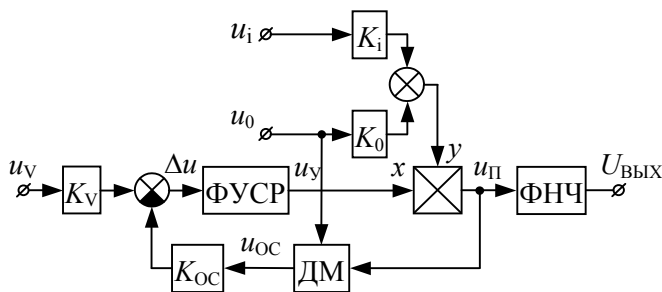 u_i
K_i
u_0
K_0
y
u_V
K_V
Δu
ФУСР
u_У
x
u_П
ФНЧ
U_ВЫХ
K_ОС
u_ОС
ДМ